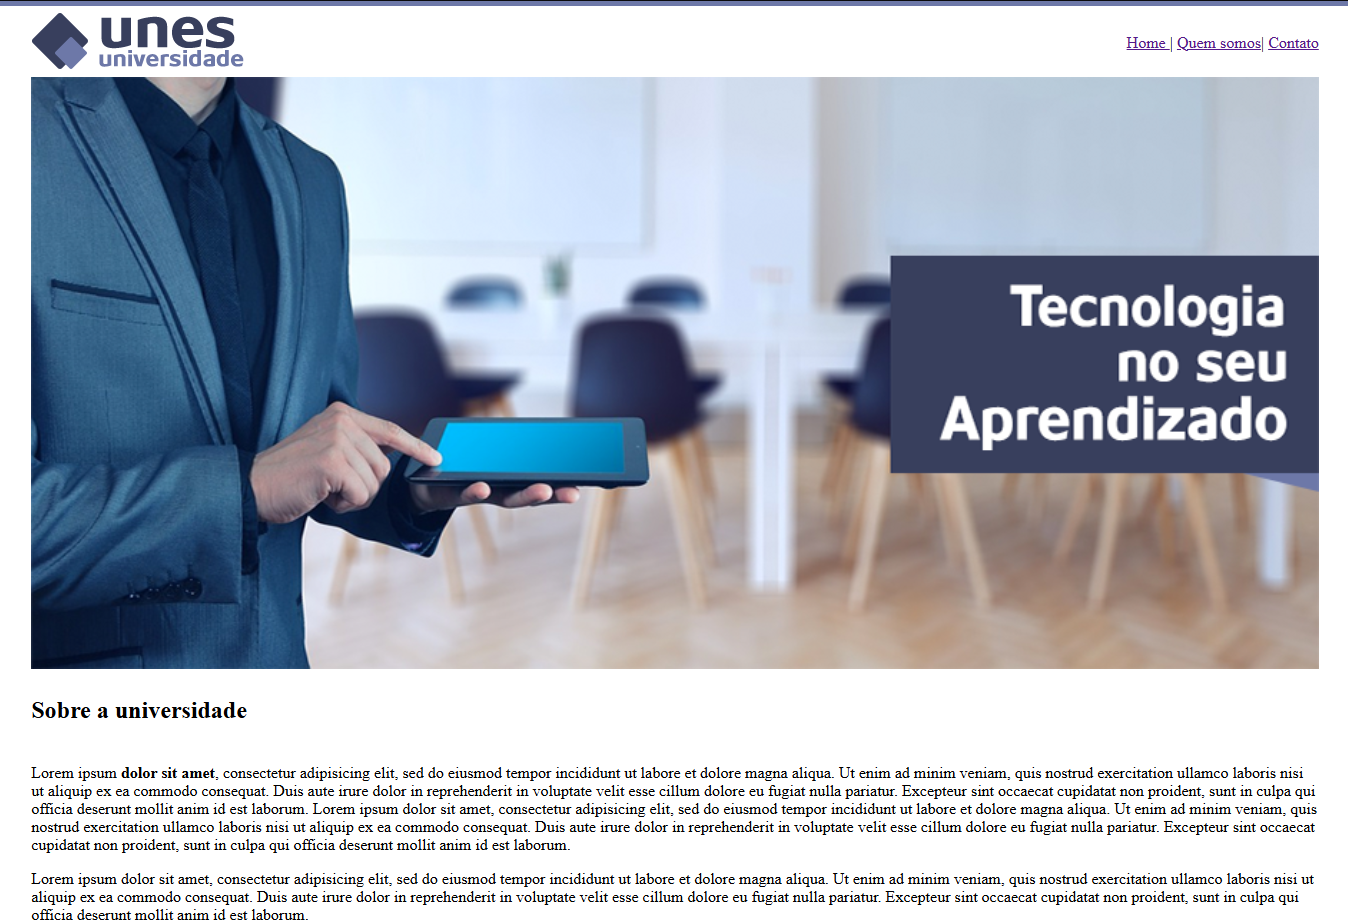 unes
universidade
Home | Quem somos| Contato
Tecnologia
no seu
Aprendizado
Sobre a universidade
Lorem ipsum dolor sit amet, consectetur adipisicing elit, sed do eiusmod tempor incididunt ut labore et dolore magna aliqua. Ut enim ad minim veniam, quis nostrud exercitation ullamco laboris nisi
ut aliquip ex ea commodo consequat. Duis aute irure dolor in reprehenderit in voluptate velit esse cillum dolore eu fugiat nulla pariatur. Excepteur sint occaecat cupidatat non proident, sunt in culpa qui
officia deserunt mollit anim id est laborum. Lorem ipsum dolor sit amet, consectetur adipisicing elit, sed do eiusmod tempor incididunt ut labore et dolore magna aliqua. Ut enim ad minim veniam, quis
nostrud exercitation ullamco laboris nisi ut aliquip ex ea commodo consequat. Duis aute irure dolor in reprehenderit in voluptate velit esse cillum dolore eu fugiat nulla pariatur. Excepteur sint occaecat
cupidatat non proident, sunt in culpa qui officia deserunt mollit anim id est laborum.
Lorem ipsum dolor sit amet, consectetur adipisicing elit, sed do eiusmod tempor incididunt ut labore et dolore magna aliqua. Ut enim ad minim veniam, quis nostrud exercitation ullamco laboris nisi ut
aliquip ex ea commodo consequat. Duis aute irure dolor in reprehenderit in voluptate velit esse cillum dolore eu fugiat nulla pariatur. Excepteur sint occaecat cupidatat non proident, sunt in culpa qui
officia deserunt mollit anim id est laborum.